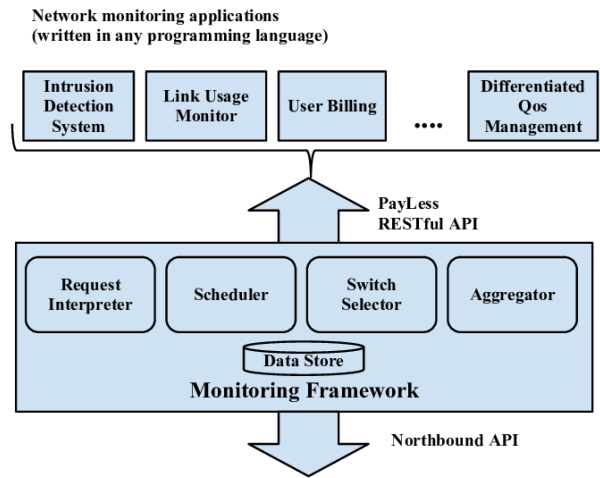 Network monitoring applications
(written in any programming language)
Intrusion
Detection
System
Link Usage
Monitor
User Billing
....
Differentiated
Qos
Management
PayLess
RESTful API
Request
Interpreter
Scheduler
Switch
Selector
Aggregator
Data Store
Monitoring Framework
Northbound API